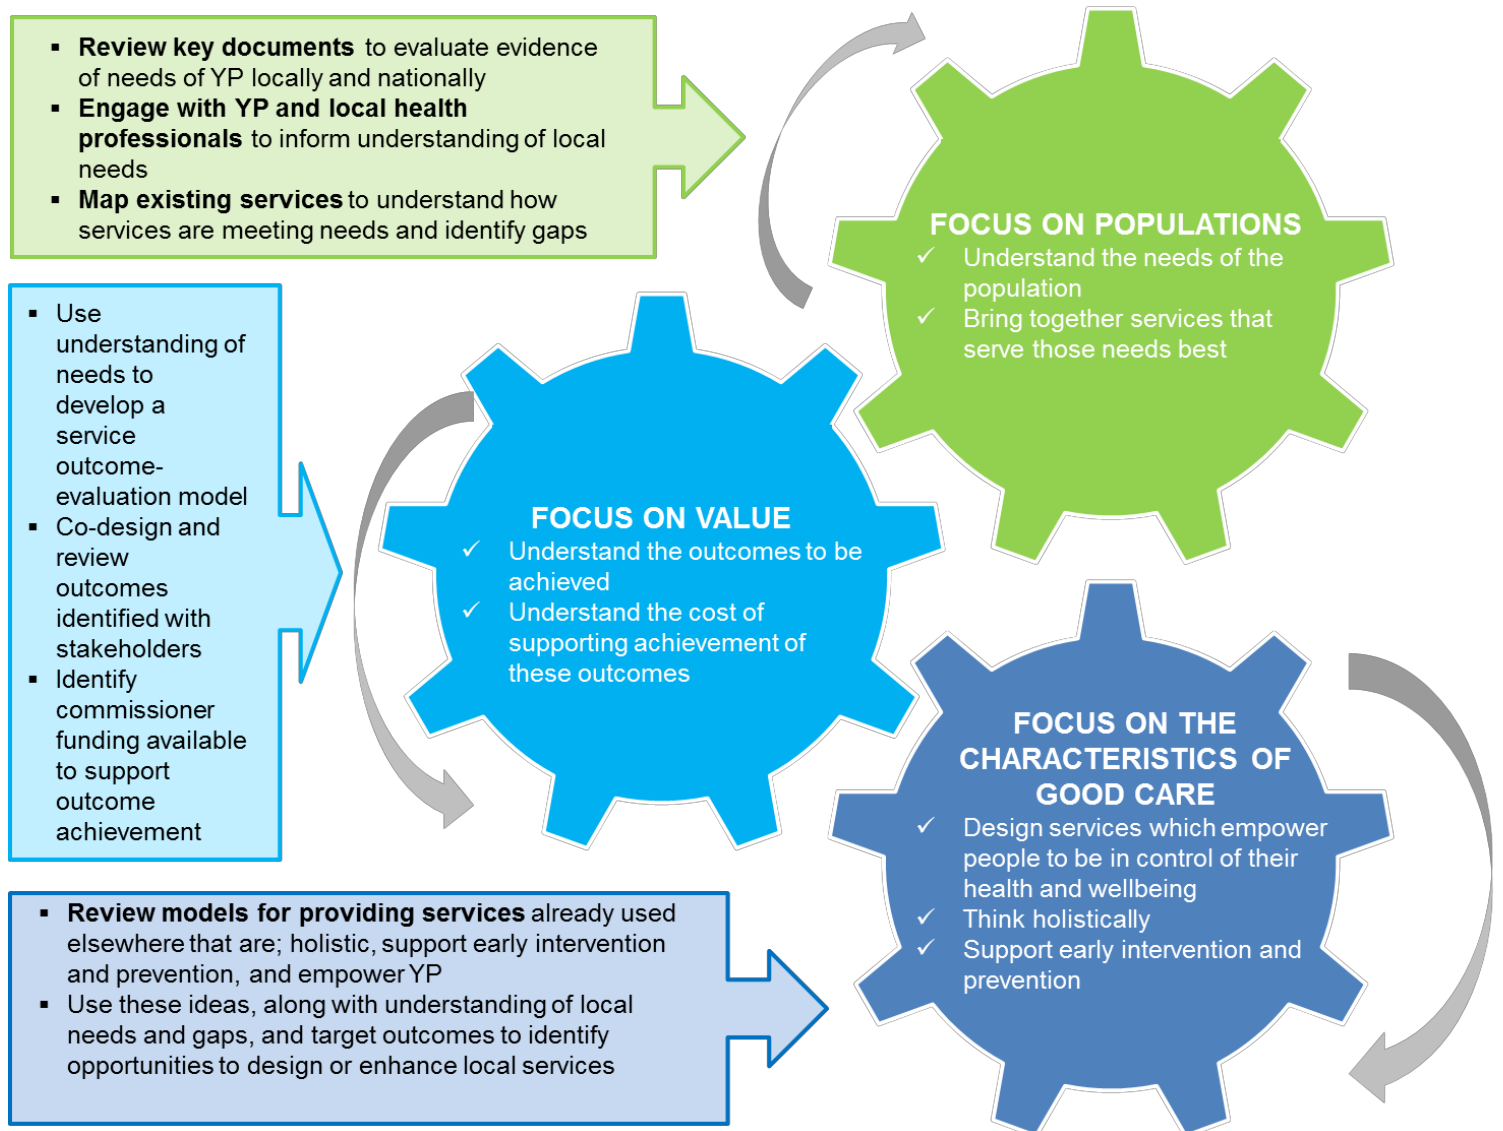 ▪ Review key documents to evaluate evidence
of needs of YP locally and nationally
▪ Engage with YP and local health
professionals to inform understanding of local
needs
▪ Map existing services to understand how
services are meeting needs and identify gaps
FOCUS ON POPULATIONS
✓ Understand the needs of the
population
✓ Bring together services that
serve those needs best
▪ Use
understanding of
needs to
develop a
service
outcome-
evaluation model
▪ Co-design and
review
outcomes
identified with
stakeholders
▪ Identify
commissioner
funding available
to support
outcome
achievement
FOCUS ON VALUE
✓ Understand the outcomes to be
achieved
✓ Understand the cost of
supporting achievement of
these outcomes
▪ Review models for providing services already used
elsewhere that are; holistic, support early intervention
and prevention, and empower YP
▪ Use these ideas, along with understanding of local
needs and gaps, and target outcomes to identify
opportunities to design or enhance local services
FOCUS ON THE
CHARACTERISTICS OF
GOOD CARE
✓ Design services which empower
people to be in control of their
health and wellbeing
✓ Think holistically
✓ Support early intervention and
prevention